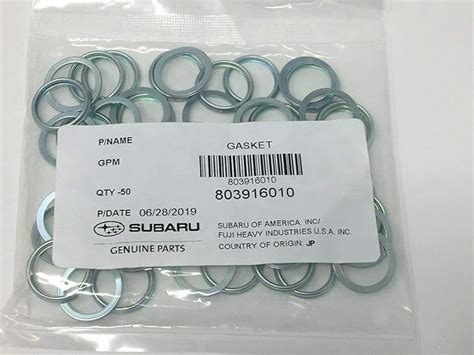 P/NAME GASKET
GPM
803916010
QTY -50 803916010
P/DATE 06/28/2019
SUBARU OF AMERICA. INC/
SUBARU FUJI HEAVY INDUSTRIES U.S.A. INC.
GENUINE PARTS COUNTRY OF ORIGIN: JP